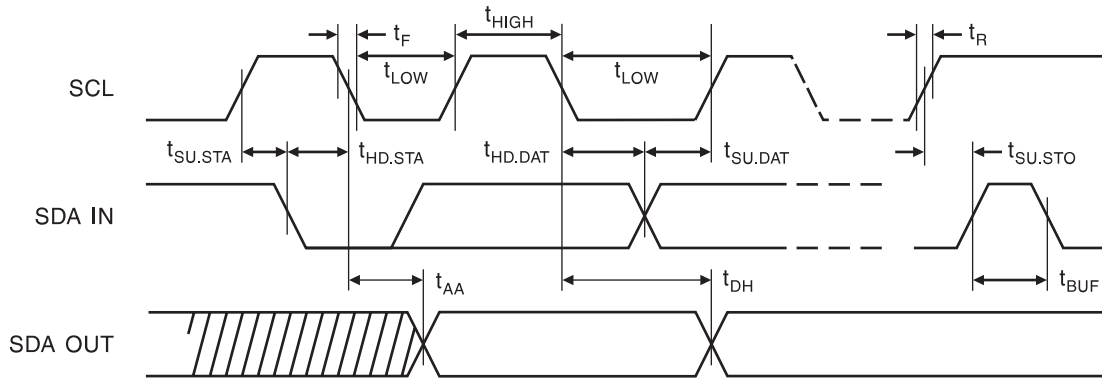 tHIGH
tF
tR
tLOW
tLOW
SCL
tSU.STA
tHD.STA
tHD.DAT
tSU.DAT
tSU.STO
SDA IN
tAA
tDH
tBUF
SDA OUT